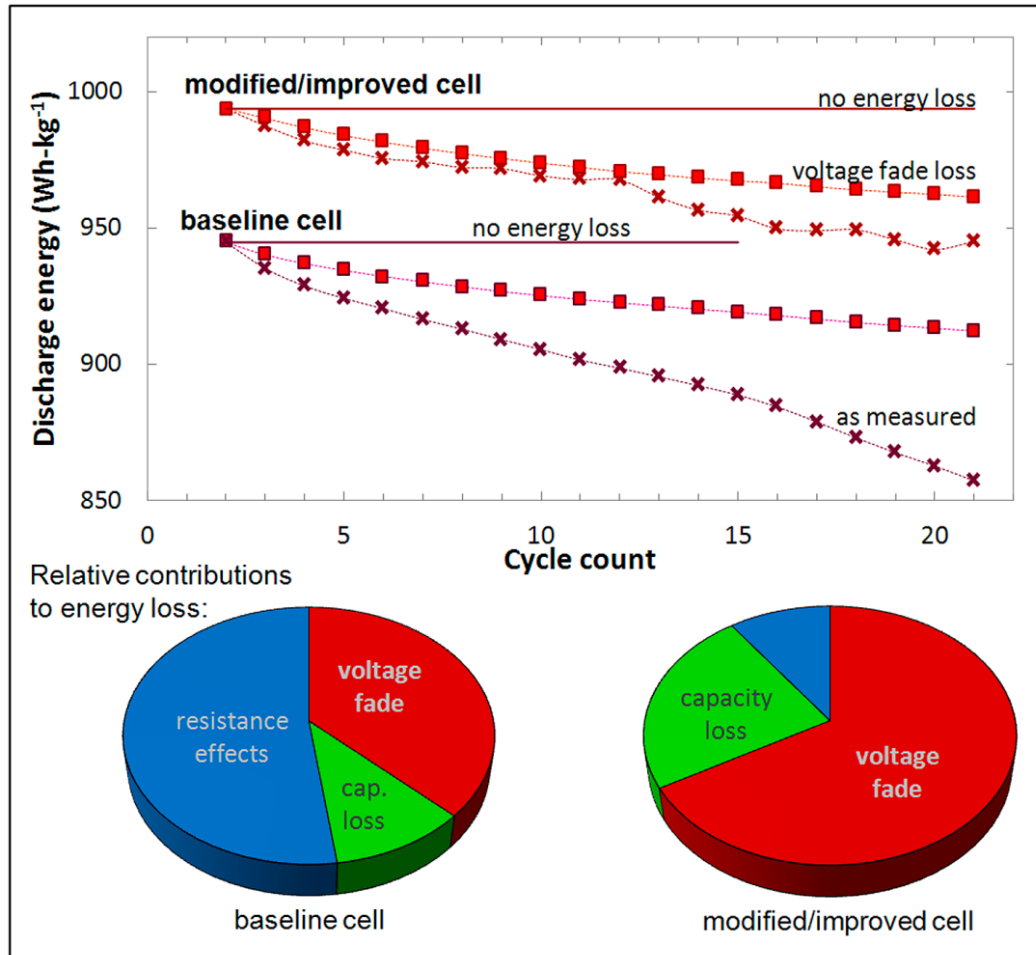 1000
950
900
850
Discharge energy (Wh-kg⁻¹)
modified/improved cell
no energy loss
voltage fade loss
baseline cell
no energy loss
as measured
0
5
10
15
20
Cycle count
Relative contributions
to energy loss:
voltage
fade
resistance
effects
cap.
loss
baseline cell
capacity
loss
voltage
fade
modified/improved cell